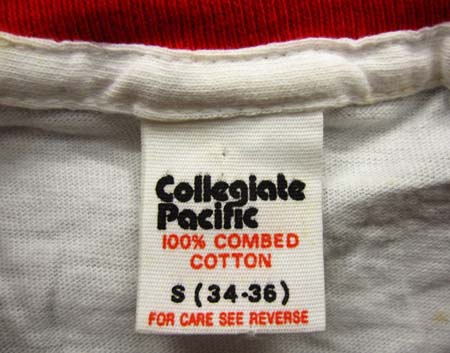 Collegiate
Pacific
100% COMBED
COTTON
S (34-36)
FOR CARE SEE REVERSE